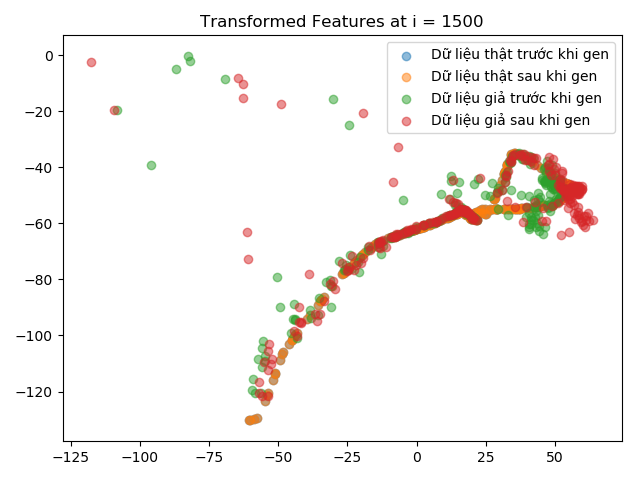 Transformed Features at i = 1500
Dữ liệu thật trước khi gen
Dữ liệu thật sau khi gen
Dữ liệu giả trước khi gen
Dữ liệu giả sau khi gen
0
−20
−40
−60
−80
−100
−120
−125 −100 −75 −50 −25 0 25 50